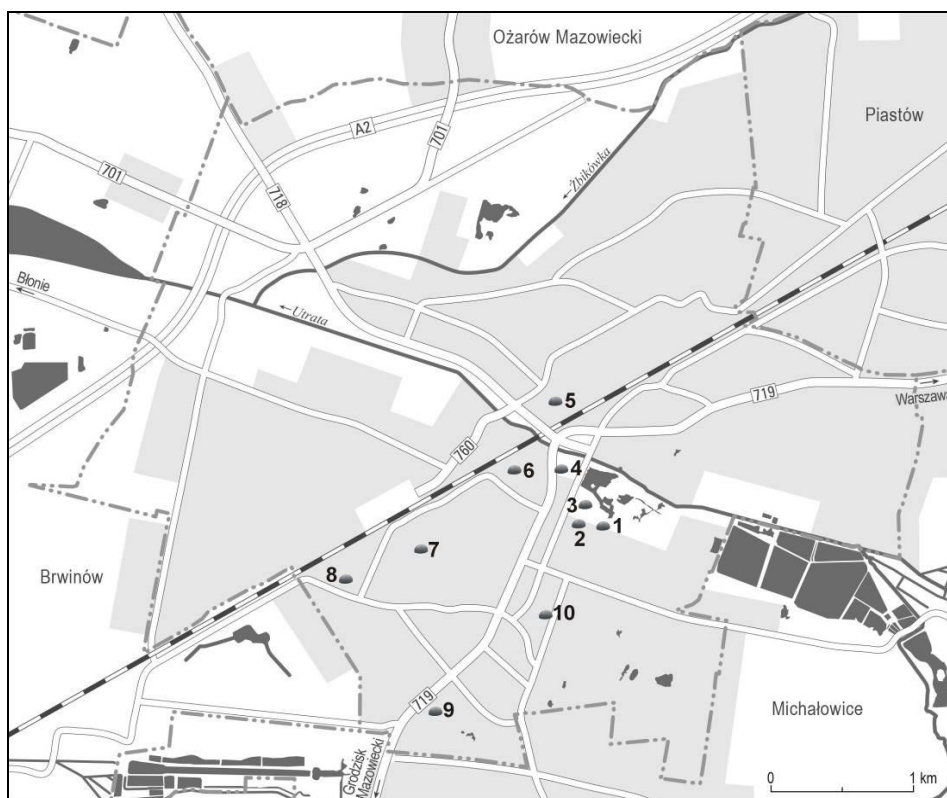 Ożarów Mazowiecki
Piastów
A2
701
701
718
←Żbikówka
Błonie
←Utrata
5
719
Warszawa
760
6
4
3
2
1
7
8
Brwinów
10
719
9
Michałowice
Grodzisk
Mazowiecki
0
1 km